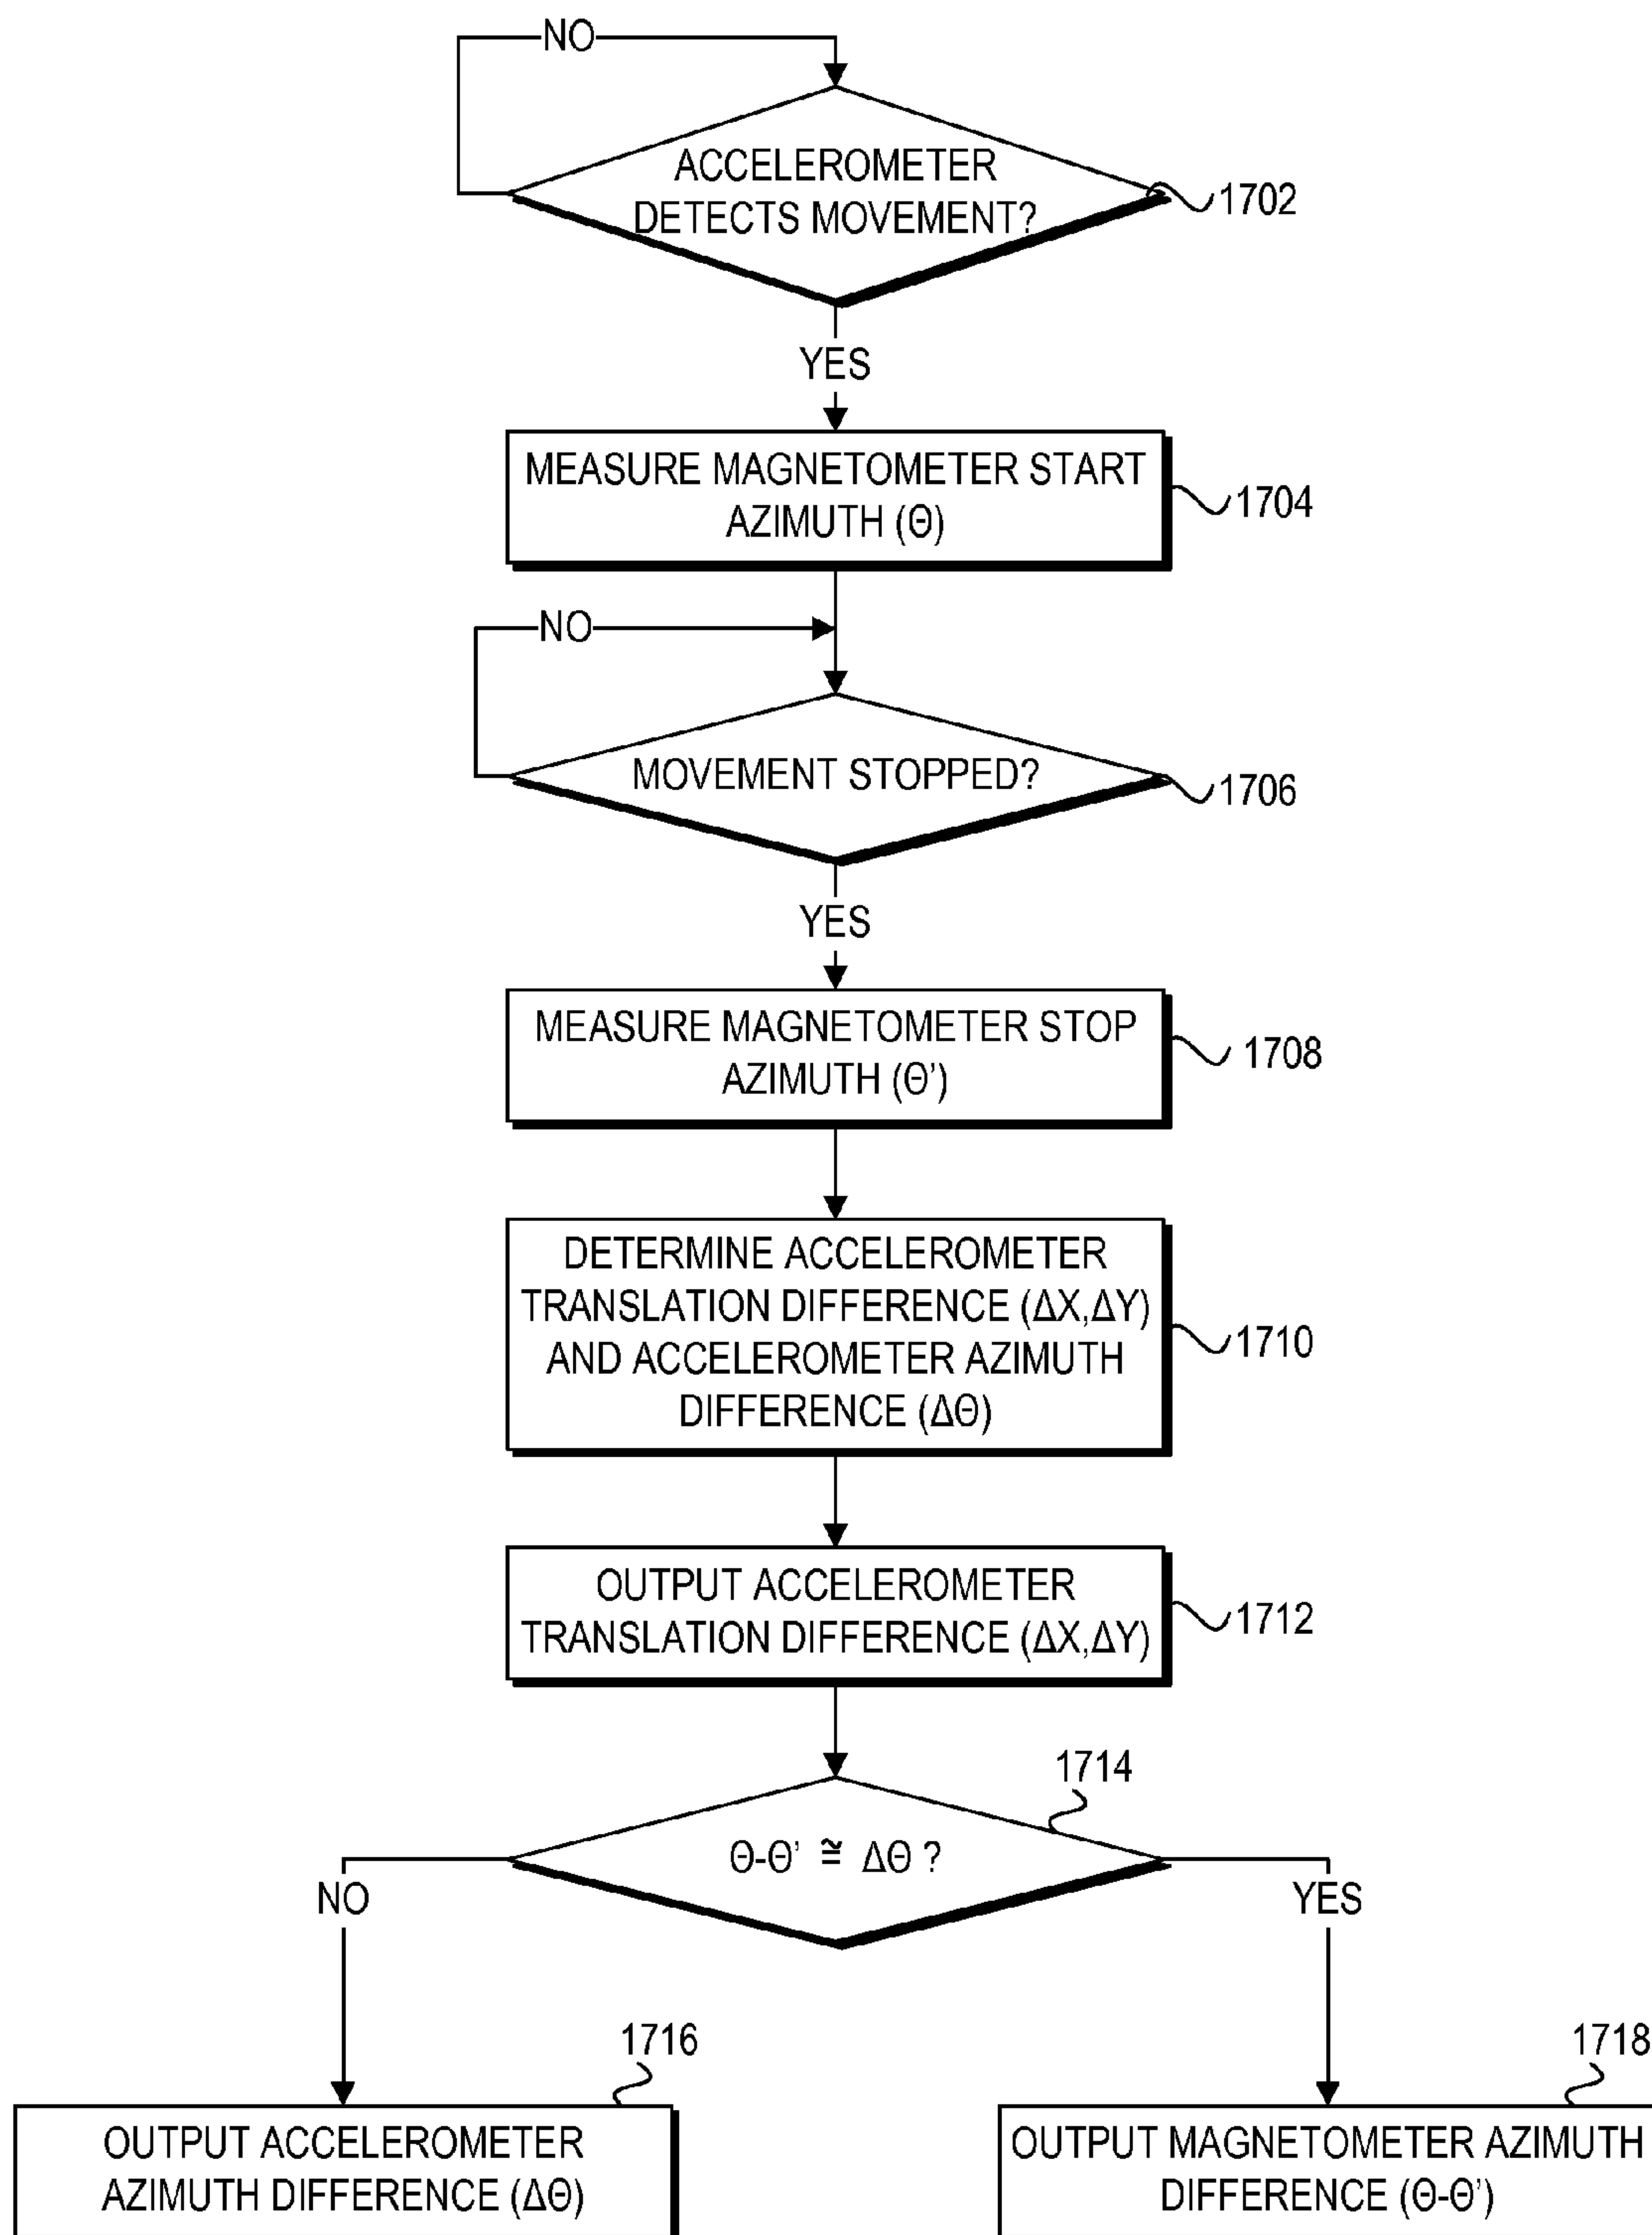 NO
ACCELEROMETER
DETECTS MOVEMENT?
1702
YES
MEASURE MAGNETOMETER START
AZIMUTH (Θ)
1704
NO
MOVEMENT STOPPED?
1706
YES
MEASURE MAGNETOMETER STOP
AZIMUTH (Θ’)
1708
DETERMINE ACCELEROMETER
TRANSLATION DIFFERENCE (ΔX,ΔY)
AND ACCELEROMETER AZIMUTH
DIFFERENCE (ΔΘ)
1710
OUTPUT ACCELEROMETER
TRANSLATION DIFFERENCE (ΔX,ΔY)
1712
1714
Θ-Θ’ ≅ ΔΘ ?
NO
YES
1716
OUTPUT ACCELEROMETER
AZIMUTH DIFFERENCE (ΔΘ)
1718
OUTPUT MAGNETOMETER AZIMUTH
DIFFERENCE (Θ-Θ’)